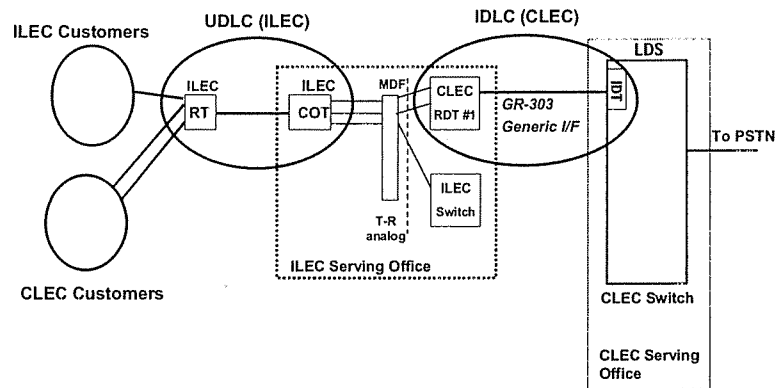 UDLC (ILEC)
IDLC (CLEC)
ILEC Customers
LDS
ILEC
RT
ILEC
COT
MDF
CLEC
RDT #1
GR-303
Generic I/F
IDT
To PSTN
ILEC
Switch
T-R
analog
ILEC Serving Office
CLEC Customers
CLEC Switch
CLEC Serving
Office